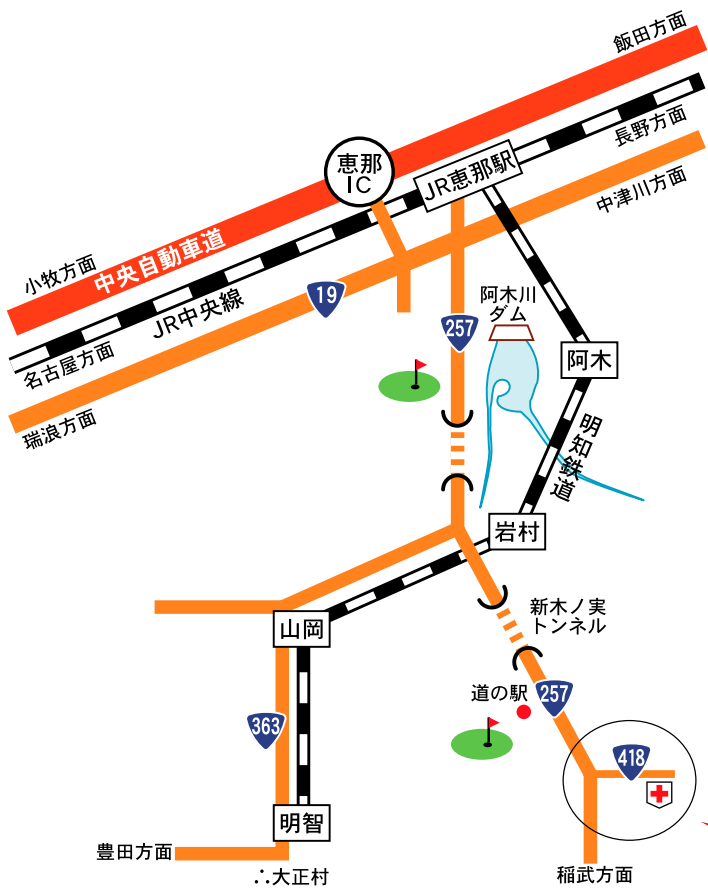 飯田方面
長野方面
恵那
IC
JR恵那駅
中津川方面
小牧方面
中央自動車道
JR中央線
19
名古屋方面
瑞浪方面
阿木川
ダム
257
阿木
明知鉄道
岩村
新木ノ実
トンネル
山岡
道の駅
257
363
418
明智
豊田方面
∴大正村
稲武方面